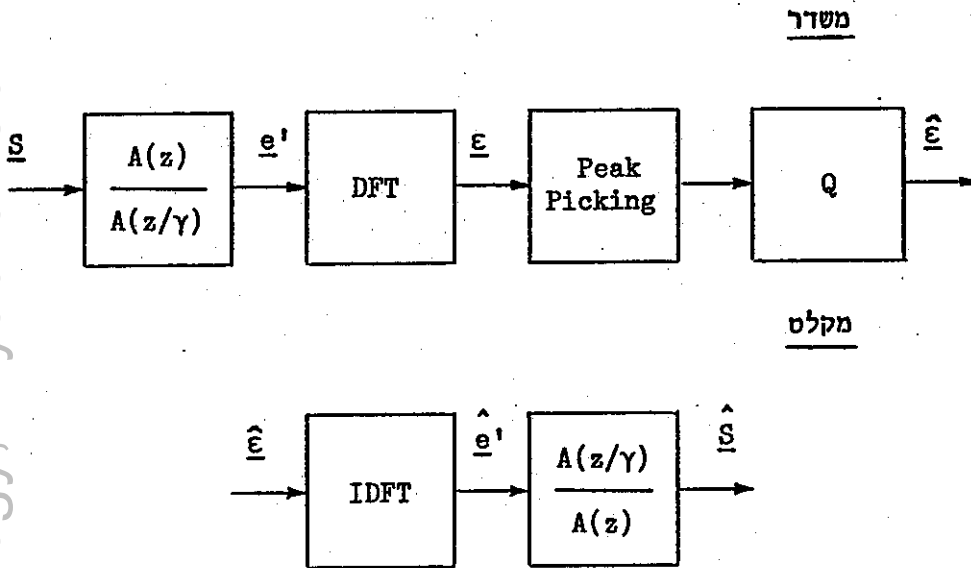 משדר
S
A(z)
A(z/γ)
e'
DFT
ε
Peak
Picking
Q
ε̂
מקלט
ε̂
IDFT
ê'
A(z/γ)
A(z)
Ŝ